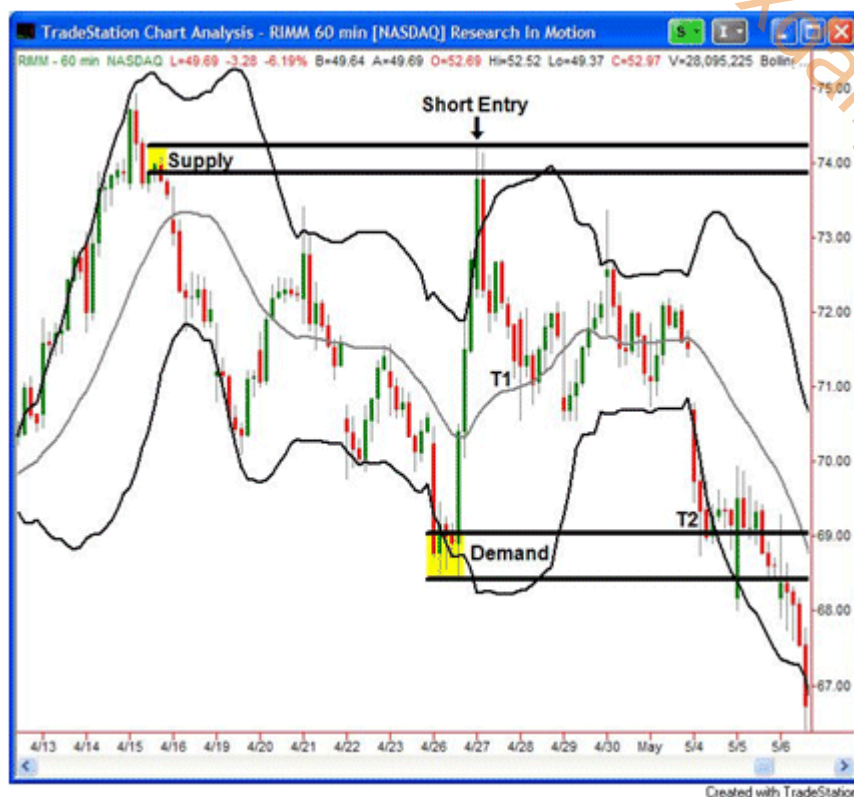 TradeStation Chart Analysis - RIMM 60 min [NASDAQ] Research In Motion
S
I
RIMM - 60 min NASDAQ L=49.69 -3.28 -6.19% B=49.64 A=49.69 O=52.69 Hi=52.52 Lo=49.37 C=52.97 V=28,095,225 Bolling...
75.00
Short Entry
Supply
74.00
73.00
72.00
T1
71.00
70.00
T2
69.00
Demand
68.00
67.00
4/13 4/14 4/15 4/16 4/19 4/20 4/21 4/22 4/23 4/26 4/27 4/28 4/29 4/30 May 5/4 5/5 5/6
Created with TradeStation